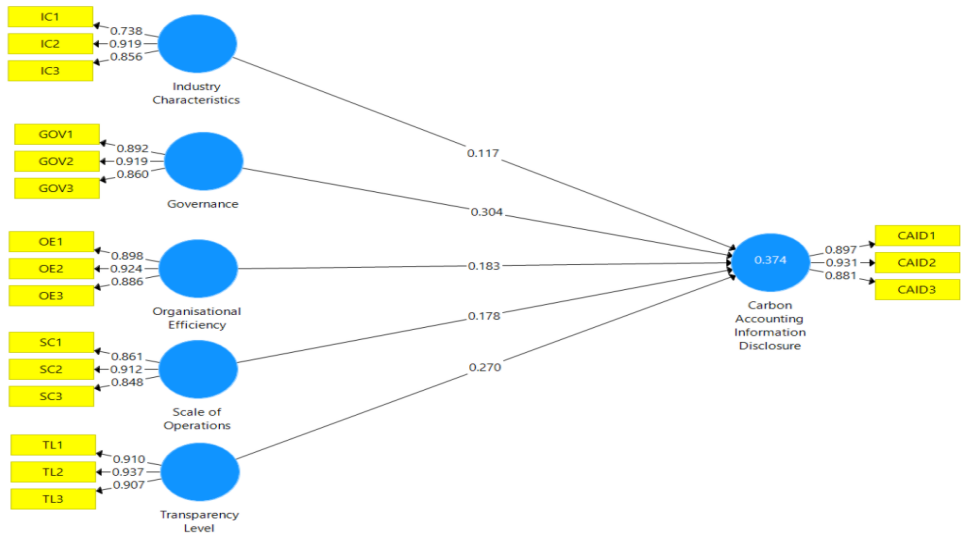 IC1
0.738
IC2
0.919
0.856
IC3
Industry
Characteristics
0.117
GOV1
0.892
GOV2
0.919
0.860
GOV3
Governance
0.304
OE1
0.898
OE2
0.924
0.886
OE3
Organisational
Efficiency
0.183
SC1
0.861
SC2
0.912
0.848
SC3
Scale of
Operations
0.178
TL1
0.910
TL2
0.937
0.907
TL3
Transparency
Level
0.270
0.374
Carbon
Accounting
Information
Disclosure
0.897
CAID1
0.931
CAID2
0.881
CAID3